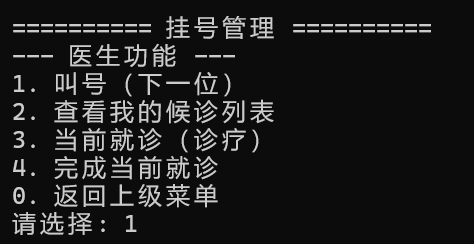 ========== 挂号管理 ==========
--- 医生功能 ---
1. 叫号（下一位）
2. 查看我的候诊列表
3. 当前就诊（诊疗）
4. 完成当前就诊
0. 返回上级菜单
请选择: 1